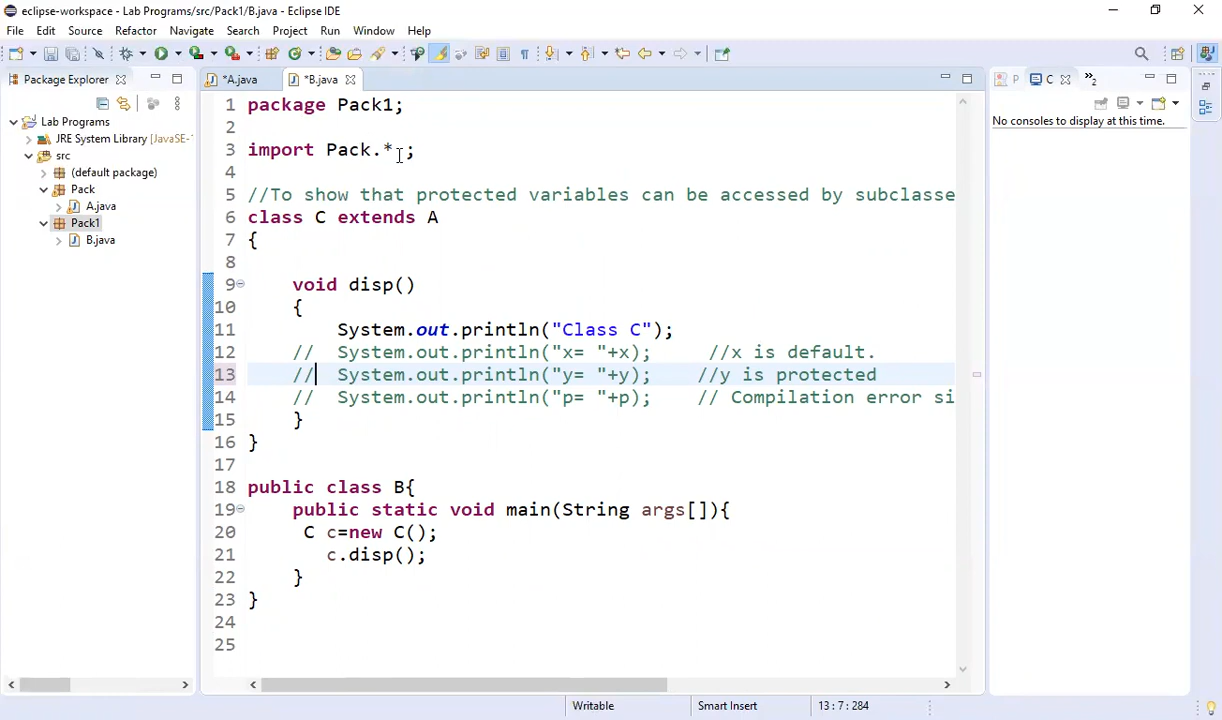 eclipse-workspace - Lab Programs/src/Pack1/B.java - Eclipse IDE
File Edit Source Refactor Navigate Search Project Run Window Help
Package Explorer
*A.java
*B.java
P
C
»2
Lab Programs
JRE System Library [JavaSE-
src
(default package)
Pack
A.java
Pack1
B.java
1 package Pack1;
2
3 import Pack.* ;
4
5 //To show that protected variables can be accessed by subclasse
6 class C extends A
7 {
8
9 void disp()
10 {
11 System.out.println("Class C");
12 // System.out.println("x= "+x); //x is default.
13 // System.out.println("y= "+y); //y is protected
14 // System.out.println("p= "+p); // Compilation error si
15 }
16 }
17
18 public class B{
19 public static void main(String args[]){
20 C c=new C();
21 c.disp();
22 }
23 }
24
25
No consoles to display at this time.
Writable
Smart Insert
13 : 7 : 284